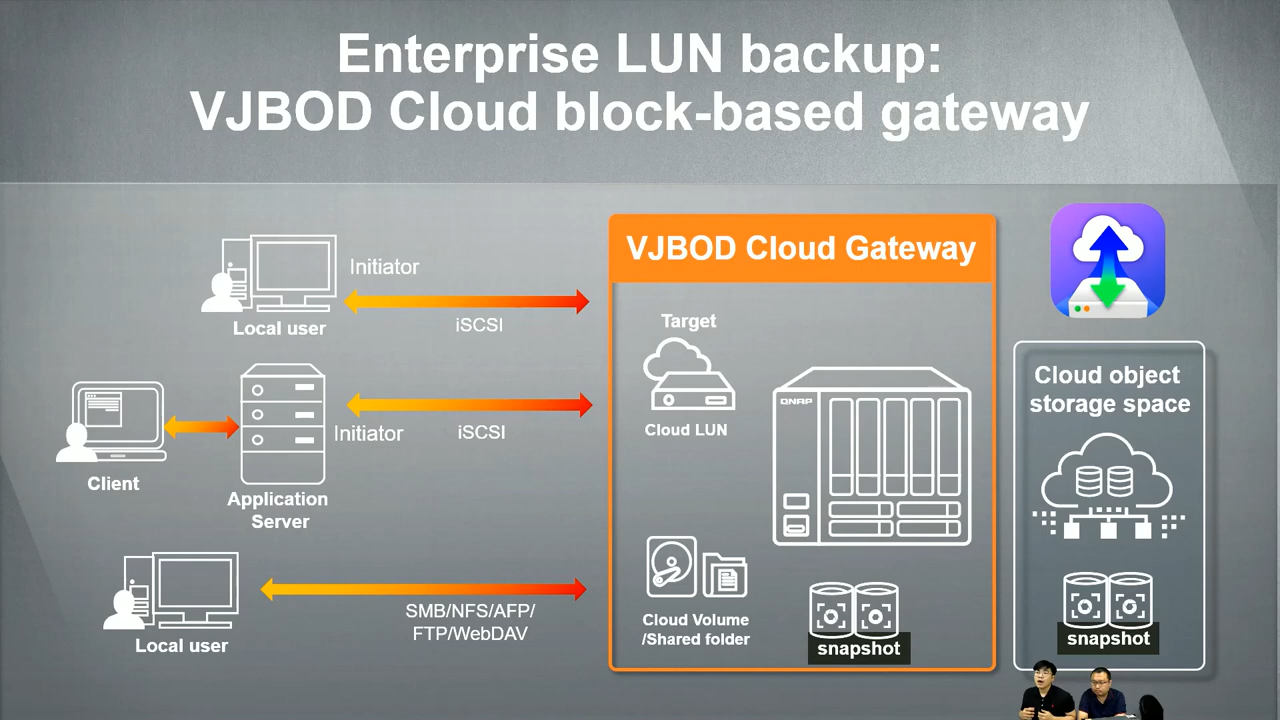 Enterprise LUN backup:
VJBOD Cloud block-based gateway
VJBOD Cloud Gateway
Initiator
iSCSI
Local user
Target
Cloud LUN
QNAP
Cloud object
storage space
Client
Initiator
iSCSI
Application
Server
Local user
SMB/NFS/AFP/
FTP/WebDAV
Cloud Volume
/Shared folder
snapshot
snapshot